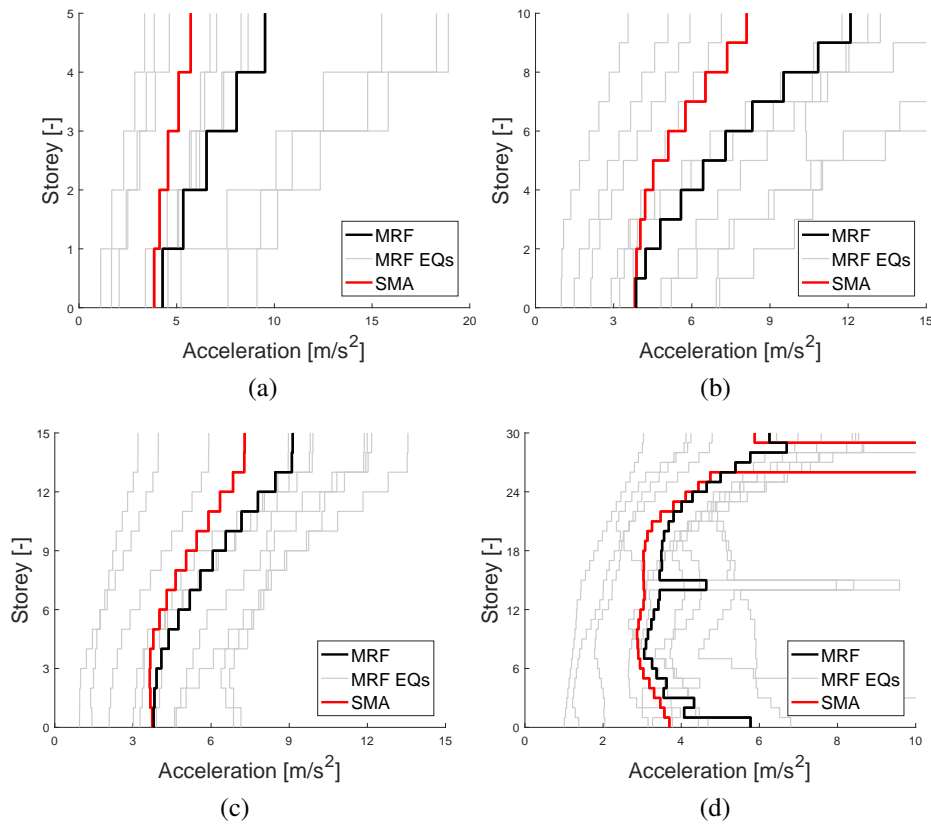 5
4
3
2
1
0
Storey [-]
0 5 10 15 20
Acceleration [m/s²]
MRF
MRF EQs
SMA
(a)
10
8
6
4
2
0
Storey [-]
0 3 6 9 12 15
Acceleration [m/s²]
MRF
MRF EQs
SMA
(b)
15
12
9
6
3
0
Storey [-]
0 3 6 9 12 15
Acceleration [m/s²]
MRF
MRF EQs
SMA
(c)
30
24
18
12
6
0
Storey [-]
0 2 4 6 8 10
Acceleration [m/s²]
MRF
MRF EQs
SMA
(d)